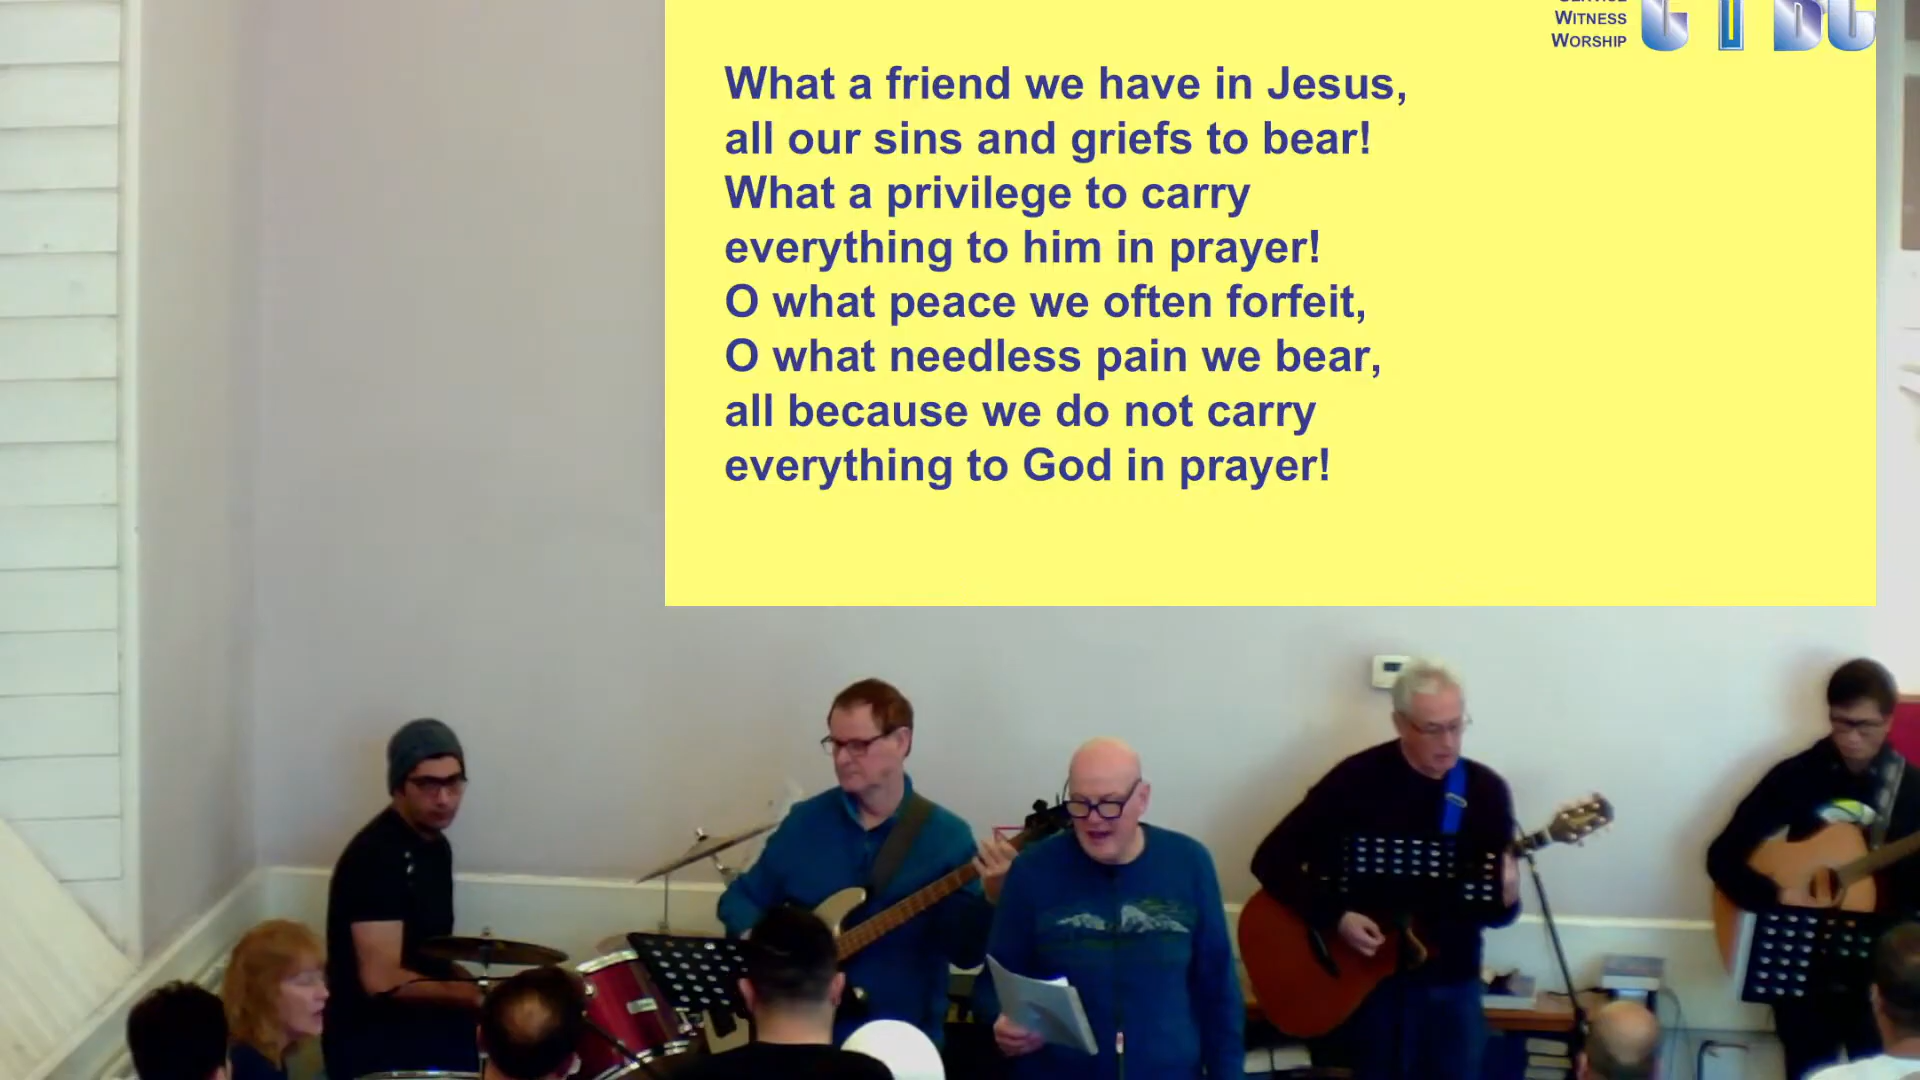 WITNESS
WORSHIP
What a friend we have in Jesus,
all our sins and griefs to bear!
What a privilege to carry
everything to him in prayer!
O what peace we often forfeit,
O what needless pain we bear,
all because we do not carry
everything to God in prayer!